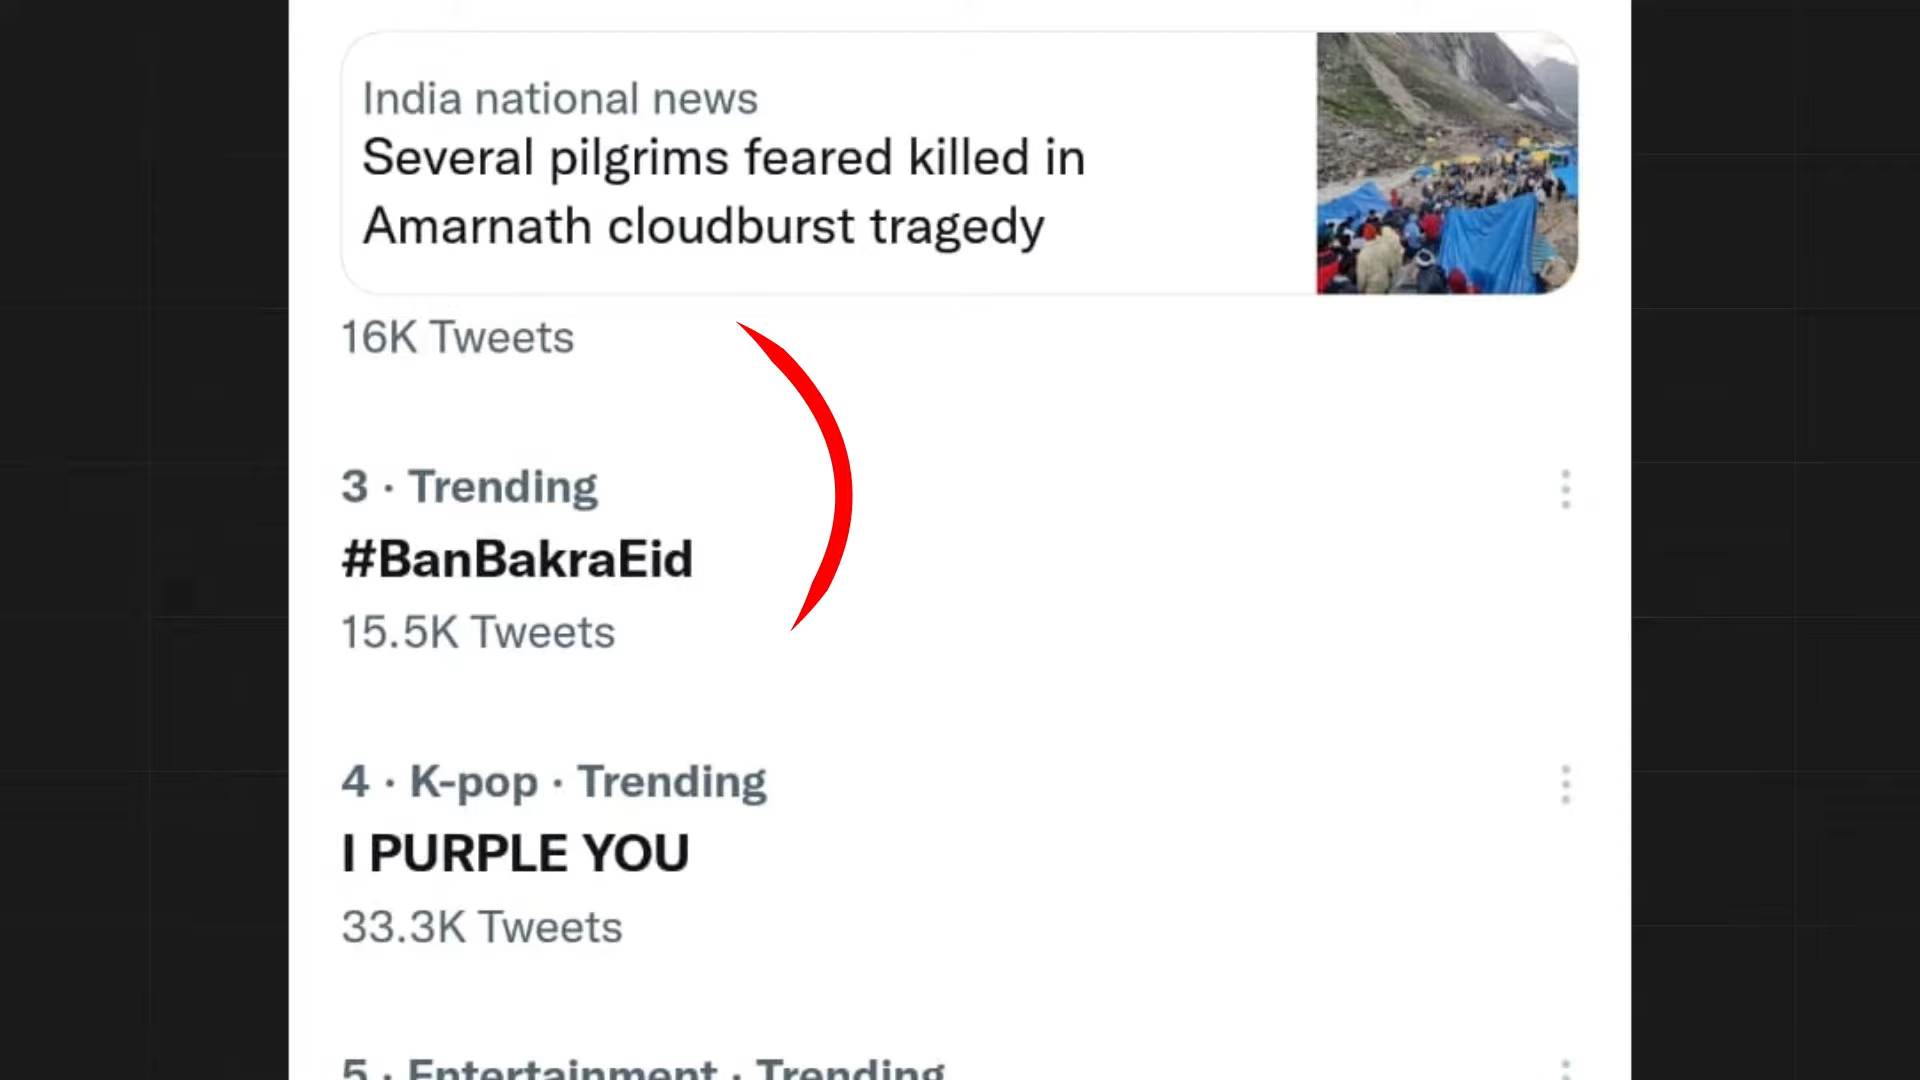 India national news
Several pilgrims feared killed in
Amarnath cloudburst tragedy
16K Tweets
3 · Trending
#BanBakraEid
15.5K Tweets
4 · K-pop · Trending
I PURPLE YOU
33.3K Tweets
5 · Entertainment · Trending